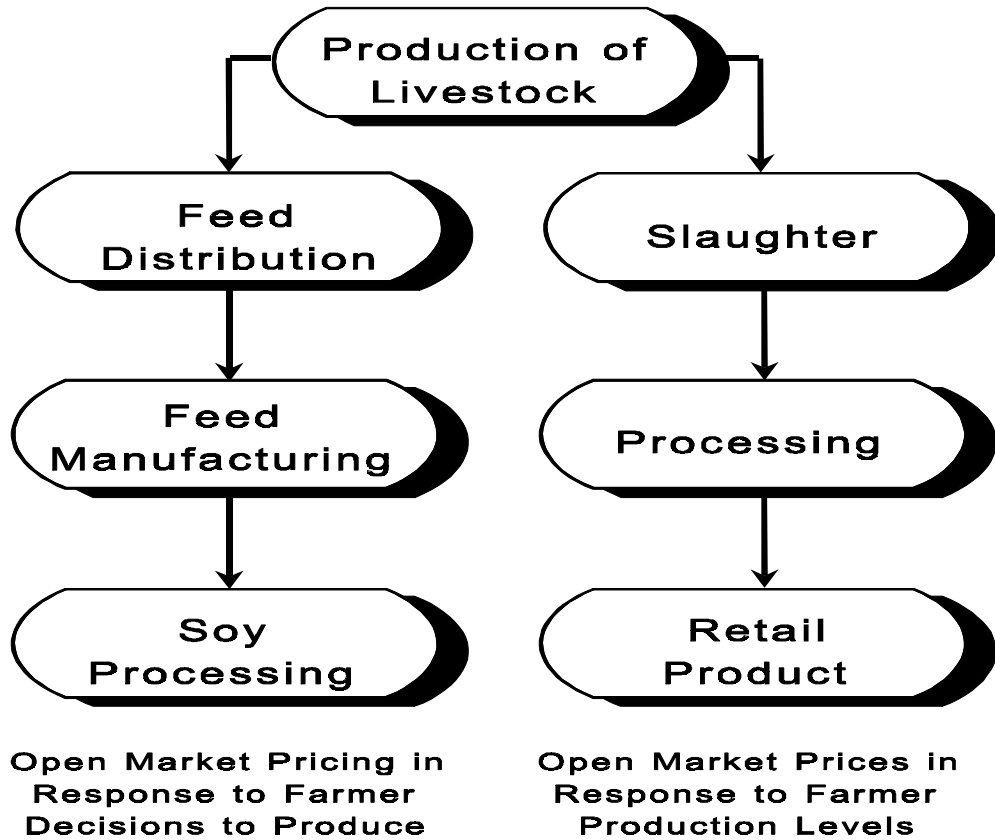 Production of
Livestock
Feed
Distribution
Slaughter
Feed
Manufacturing
Processing
Soy
Processing
Retail
Product
Open Market Pricing in
Response to Farmer
Decisions to Produce
Open Market Prices in
Response to Farmer
Production Levels